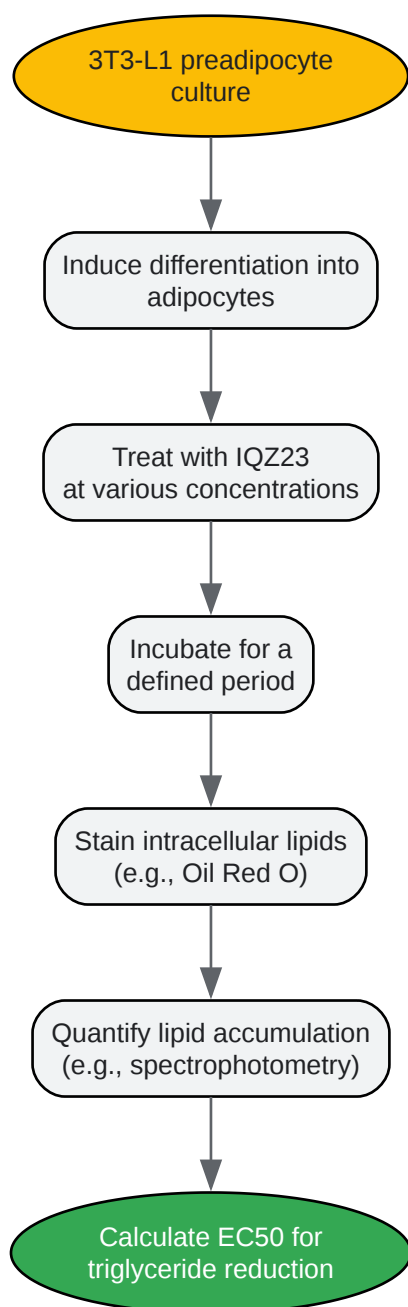 3T3-L1 preadipocyte
culture
Induce differentiation into
adipocytes
Treat with IQZ23
at various concentrations
Incubate for a
defined period
Stain intracellular lipids
(e.g., Oil Red O)
Quantify lipid accumulation
(e.g., spectrophotometry)
Calculate EC50 for
triglyceride reduction